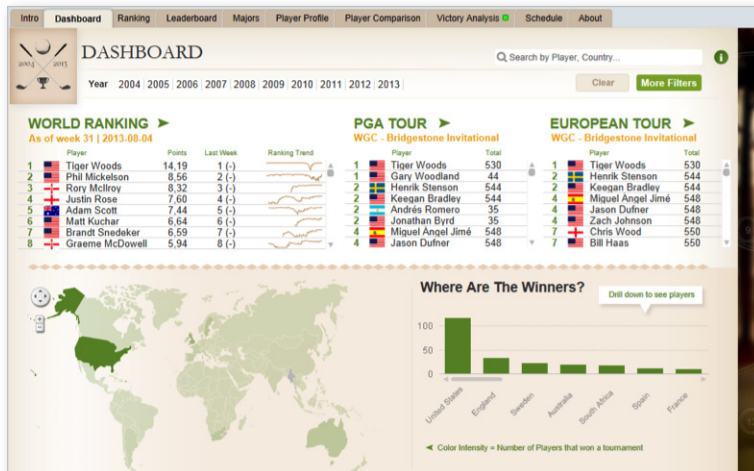 Intro Dashboard Ranking Leaderboard Majors Player Profile Player Comparison Victory Analysis Schedule About
2004 2013
DASHBOARD
Search by Player, Country...
Year 2004 2005 2006 2007 2008 2009 2010 2011 2012 2013
Clear More Filters
WORLD RANKING
As of week 31 | 2013-08-04
Player Points Last Week Ranking Trend
1 Tiger Woods 14,19 1 (-)
2 Phil Mickelson 8,56 2 (-)
3 Rory McIlroy 8,32 3 (-)
4 Justin Rose 7,60 4 (-)
5 Adam Scott 7,44 5 (-)
6 Matt Kuchar 6,64 6 (-)
7 Brandt Snedeker 6,59 7 (-)
8 Graeme McDowell 5,94 8 (-)
PGA TOUR
WGC - Bridgestone Invitational
Player Total
1 Tiger Woods 530
1 Gary Woodland 44
2 Henrik Stenson 544
2 Keegan Bradley 544
2 Andrés Romero 35
2 Jonathan Byrd 35
4 Miguel Ángel Jimé 548
4 Jason Dufner 548
EUROPEAN TOUR
WGC - Bridgestone Invitational
Player Total
1 Tiger Woods 530
2 Henrik Stenson 544
2 Keegan Bradley 544
4 Miguel Ángel Jimé 548
4 Jason Dufner 548
4 Zach Johnson 548
7 Chris Wood 550
7 Bill Haas 550
Where Are The Winners?
Drill down to see players
100
50
0
United States England Sweden Australia South Africa Spain France
Color Intensity = Number of Players that won a tournament